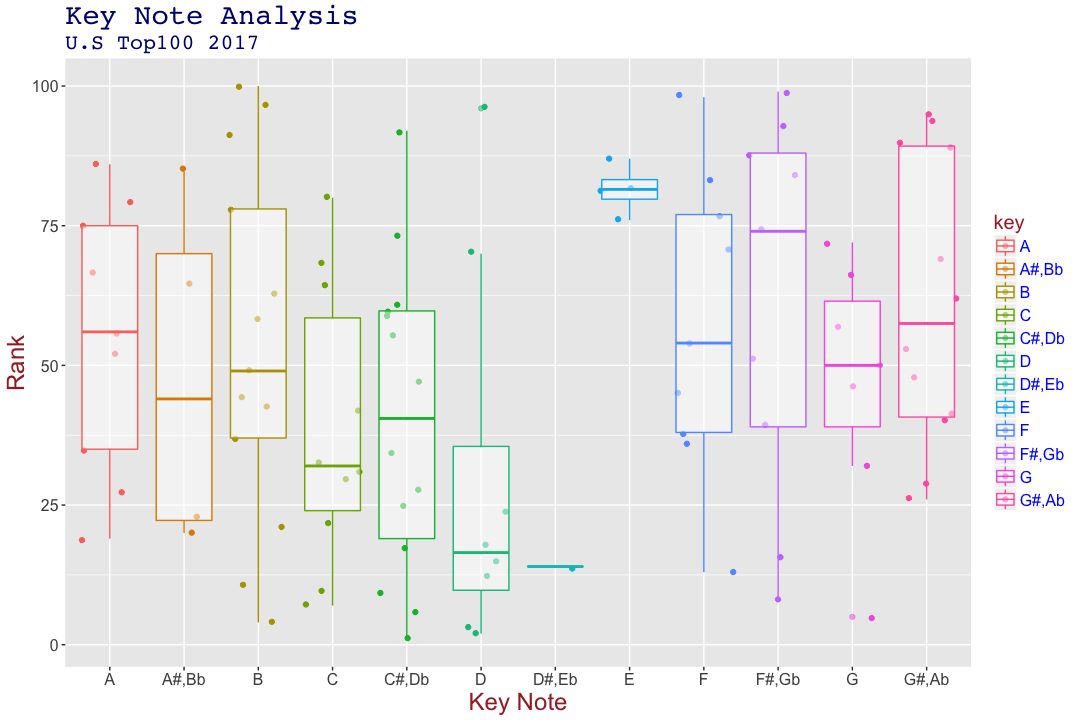 Key Note Analysis
U.S Top100 2017
100
75
50
25
0
Rank
A A#,Bb B C C#,Db D D#,Eb E F F#,Gb G G#,Ab
Key Note
key
A
A#,Bb
B
C
C#,Db
D
D#,Eb
E
F
F#,Gb
G
G#,Ab